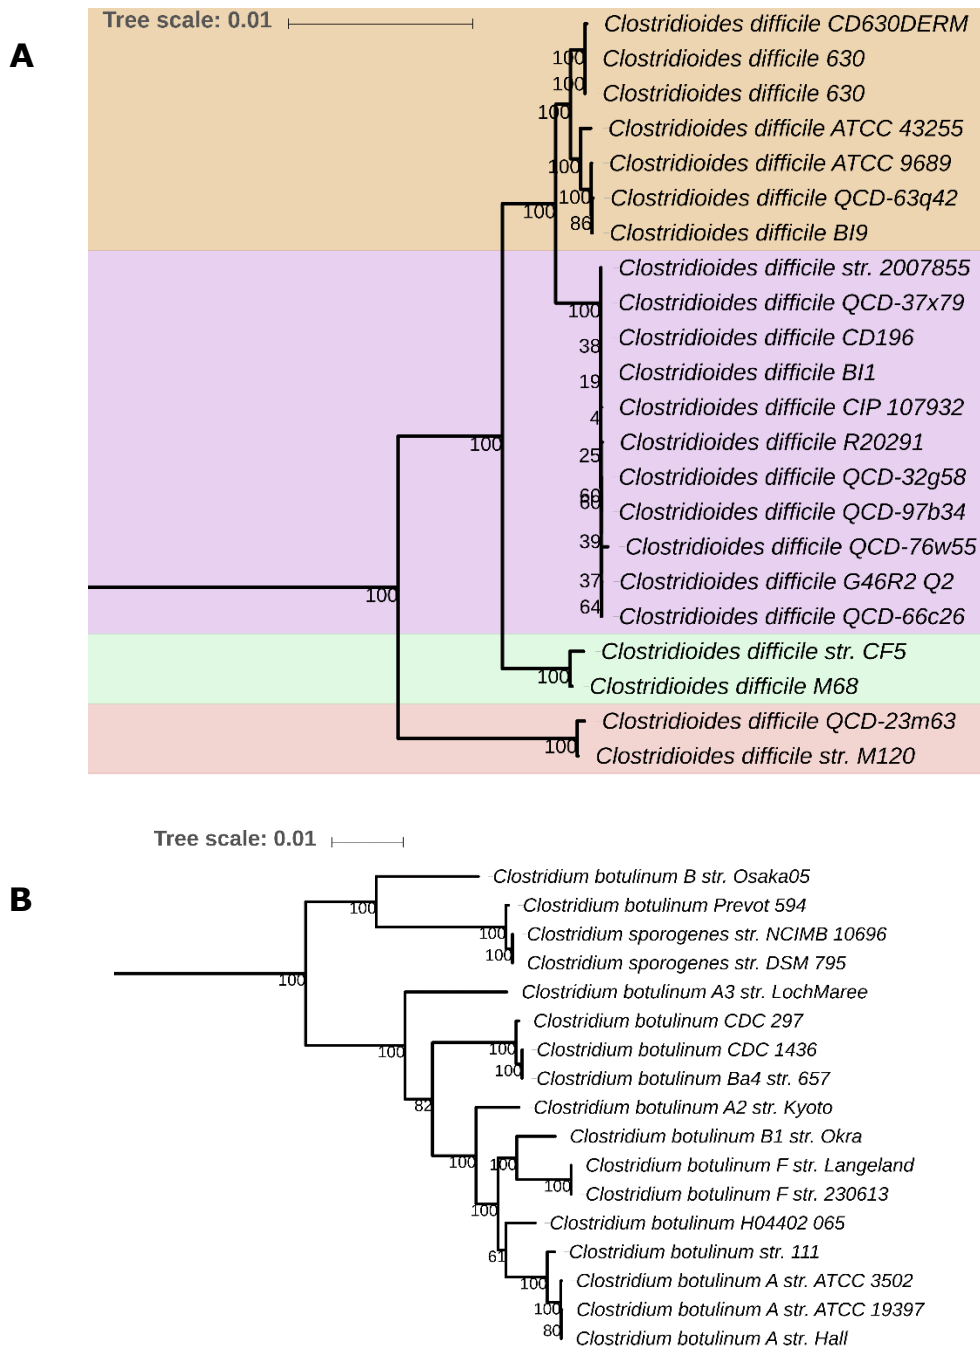 Tree scale: 0.01
A
Clostridioides difficile CD630DERM
100
Clostridioides difficile 630
100
Clostridioides difficile 630
100
Clostridioides difficile ATCC 43255
100
Clostridioides difficile ATCC 9689
100
Clostridioides difficile QCD-63q42
100
86
Clostridioides difficile BI9
Clostridioides difficile str. 2007855
Clostridioides difficile QCD-37x79
100
Clostridioides difficile CD196
38
Clostridioides difficile BI1
19
Clostridioides difficile CIP 107932
4
Clostridioides difficile R20291
100
25
Clostridioides difficile QCD-32g58
60
Clostridioides difficile QCD-97b34
39
Clostridioides difficile QCD-76w55
Clostridioides difficile G46R2 Q2
37
100
64
Clostridioides difficile QCD-66c26
Clostridioides difficile str. CF5
100
Clostridioides difficile M68
Clostridioides difficile QCD-23m63
100
Clostridioides difficile str. M120
Tree scale: 0.01
B
Clostridium botulinum B str. Osaka05
100
Clostridium botulinum Prevot 594
100
Clostridium sporogenes str. NCIMB 10696
100
Clostridium sporogenes str. DSM 795
100
Clostridium botulinum A3 str. LochMaree
Clostridium botulinum CDC 297
100
100
Clostridium botulinum CDC 1436
100
Clostridium botulinum Ba4 str. 657
82
Clostridium botulinum A2 str. Kyoto
Clostridium botulinum B1 str. Okra
100
100
Clostridium botulinum F str. Langeland
100
Clostridium botulinum F str. 230613
100
Clostridium botulinum H04402 065
61
Clostridium botulinum str. 111
100
Clostridium botulinum A str. ATCC 3502
100
Clostridium botulinum A str. ATCC 19397
80
Clostridium botulinum A str. Hall